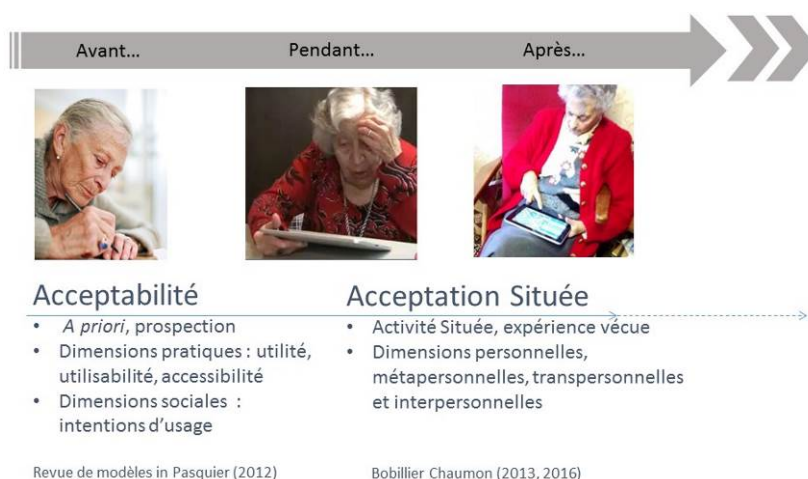 Avant...
Pendant...
Après...
Acceptabilité
• A priori, prospection
• Dimensions pratiques : utilité,
utilisabilité, accessibilité
• Dimensions sociales :
intentions d'usage
Revue de modèles in Pasquier (2012)
Acceptation Située
• Activité Située, expérience vécue
• Dimensions personnelles,
métapersonnelles, transpersonnelles
et interpersonnelles
Bobillier Chaumon (2013, 2016)